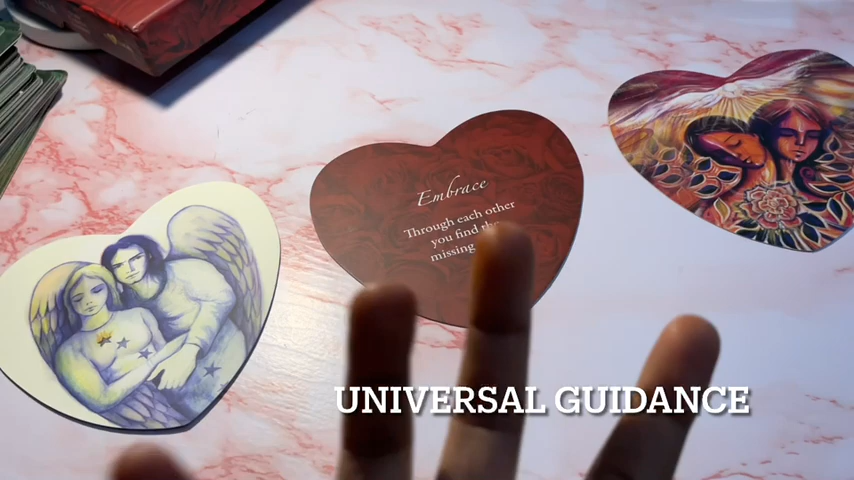 Embrace
Through each other
you find the
missing
UNIVERSAL GUIDANCE